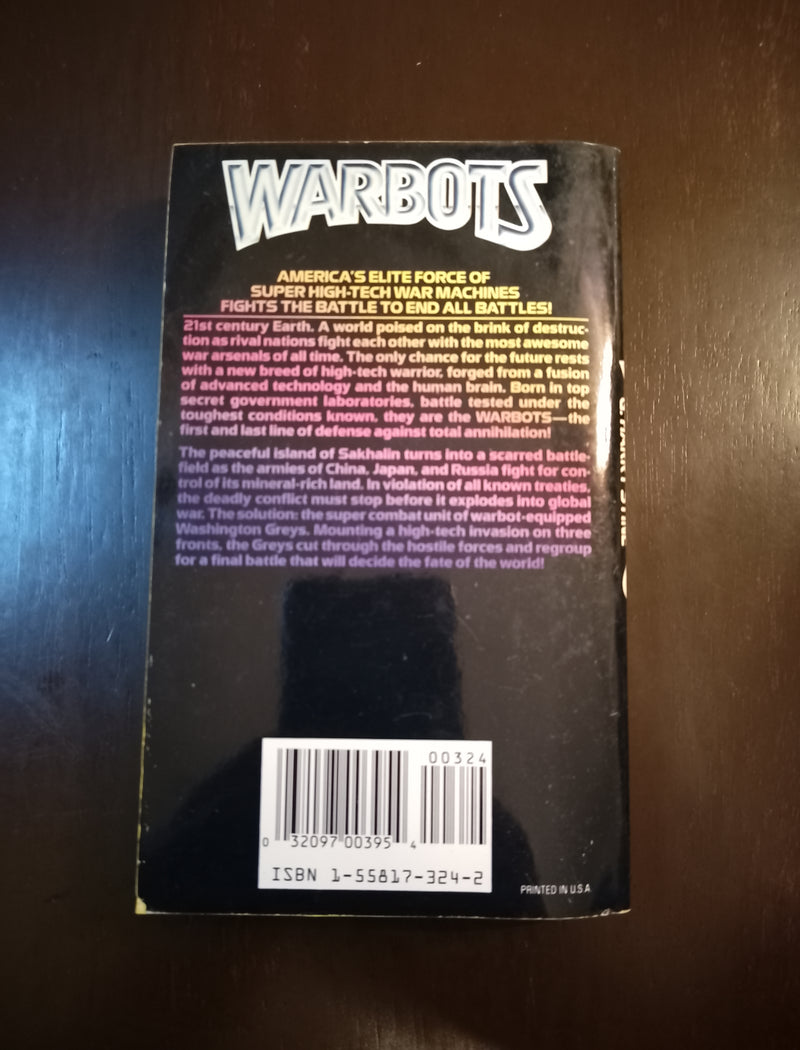 WARBOTS
AMERICA'S ELITE FORCE OF
SUPER HIGH-TECH WAR MACHINES
FIGHTS THE BATTLE TO END ALL BATTLES!
21st century Earth. A world poised on the brink of destruc-
tion as rival nations fight each other with the most awesome
war arsenals of all time. The only chance for the future rests
with a new breed of high-tech warrior, forged from a fusion
of advanced technology and the human brain. Born in top
secret government laboratories, battle tested under the
toughest conditions known, they are the WARBOTS—the
first and last line of defense against total annihilation!
The peaceful island of Sakhalin turns into a scarred battle-
field as the armies of China, Japan, and Russia fight for con-
trol of its mineral-rich land. In violation of all known treaties,
the deadly conflict must stop before it explodes into global
war. The solution: the super combat unit of warbot-equipped
Washington Greys. Mounting a high-tech invasion on three
fronts, the Greys cut through the hostile forces and regroup
for a final battle that will decide the fate of the world!
00324
0 32097 00395 4
ISBN 1-55817-324-2
PRINTED IN U.S.A